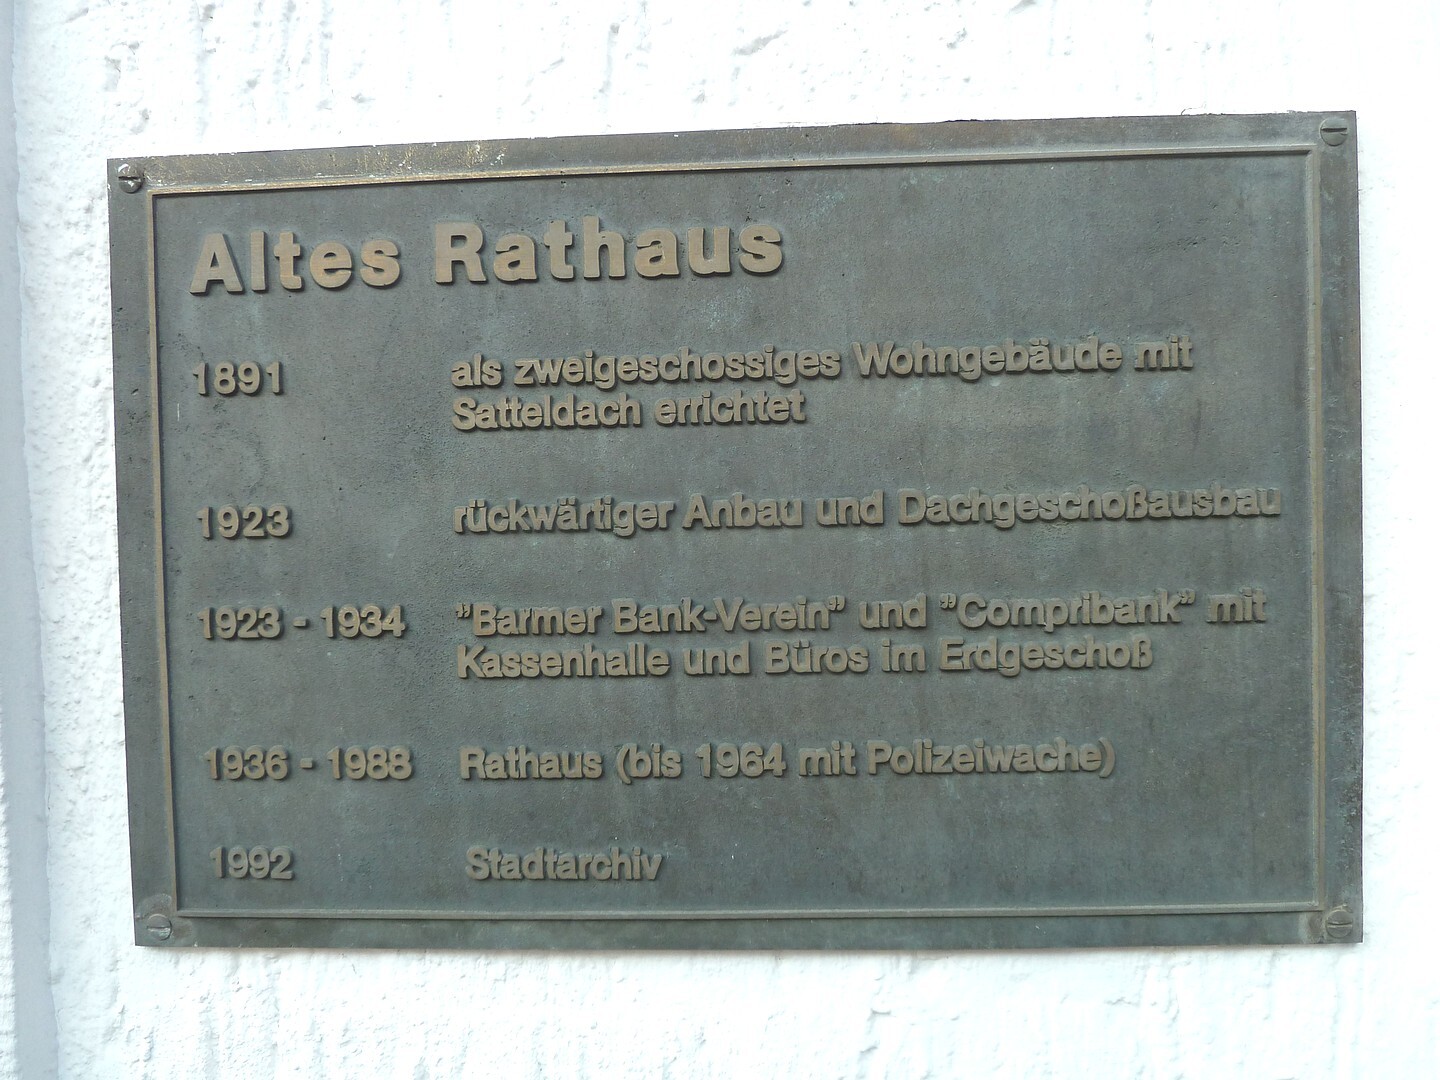 Altes Rathaus
1891 als zweigeschossiges Wohngebäude mit
Satteldach errichtet
1923 rückwärtiger Anbau und Dachgeschoßausbau
1923 - 1934 ”Barmer Bank-Verein” und ”Compribank” mit
Kassenhalle und Büros im Erdgeschoß
1936 - 1988 Rathaus (bis 1964 mit Polizeiwache)
1992 Stadtarchiv